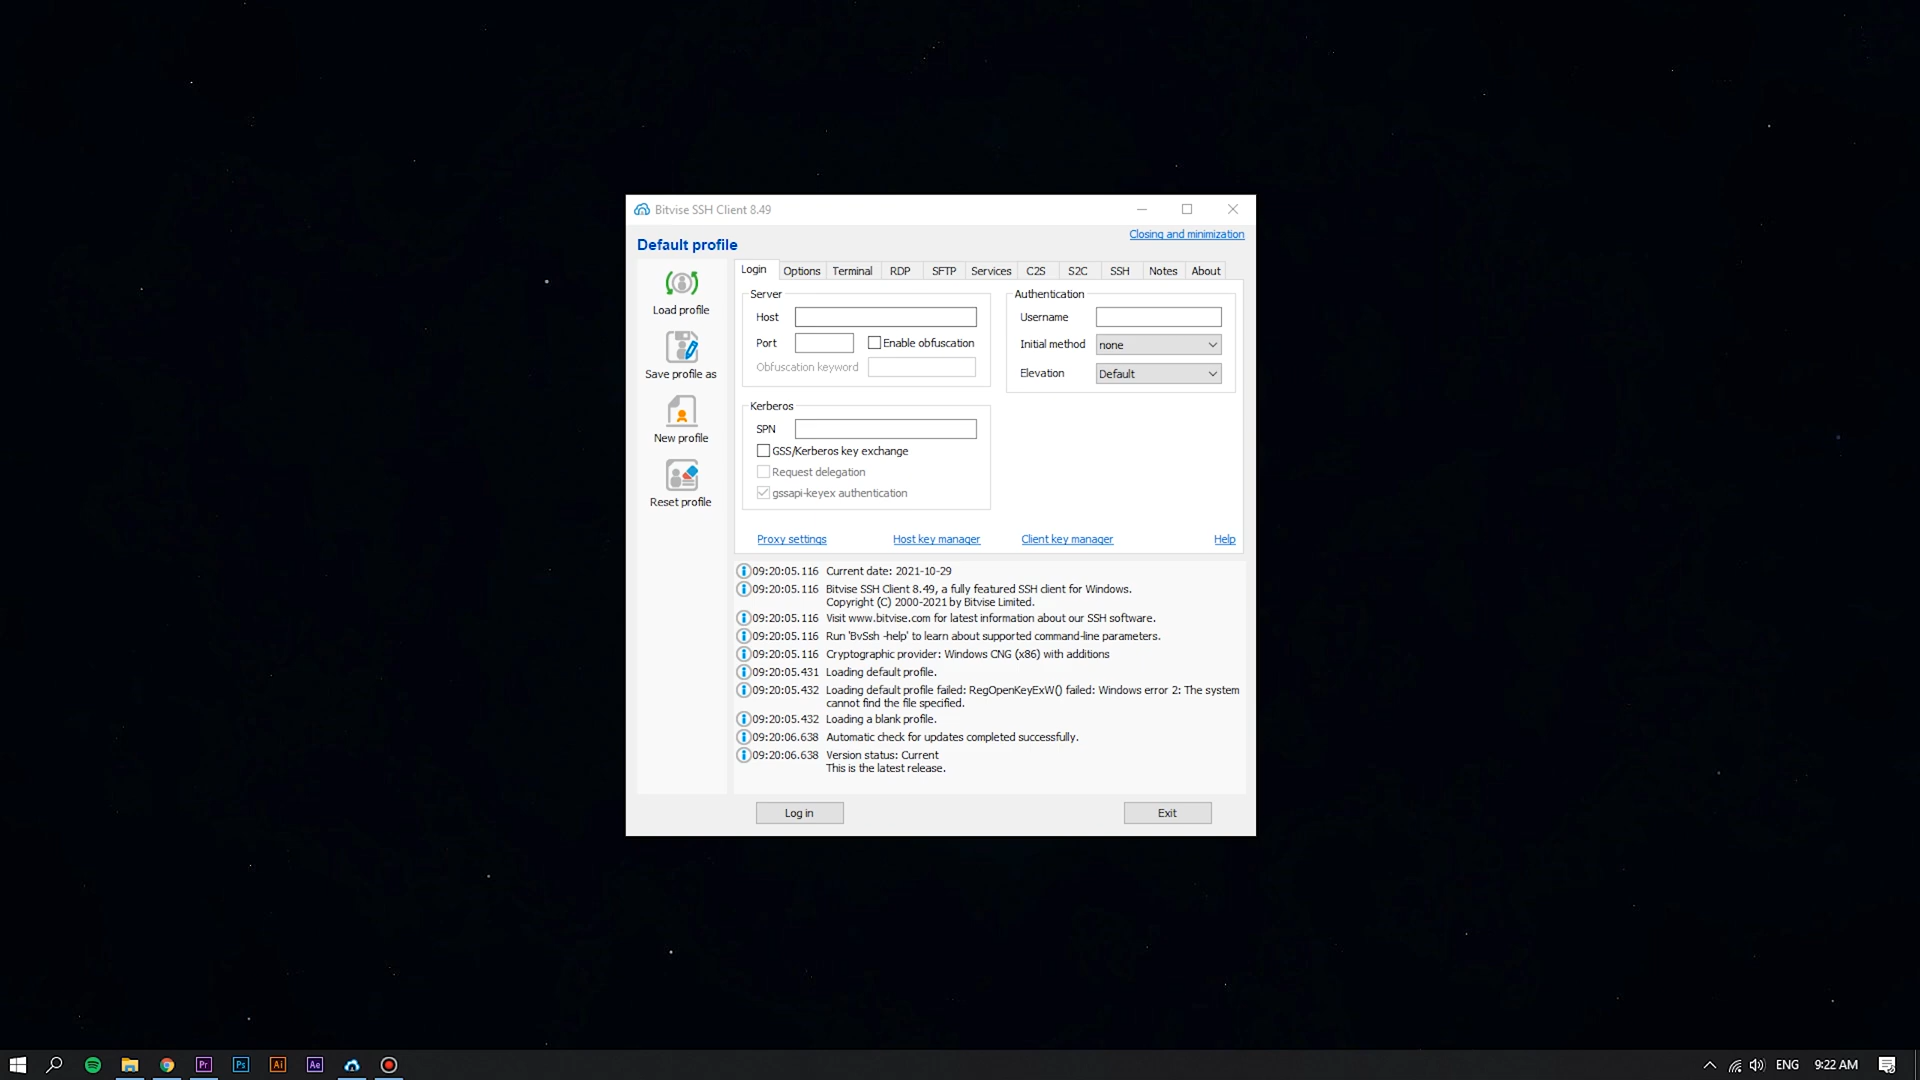 Bitvise SSH Client 8.49
Closing and minimization
Default profile
Load profile
Save profile as
New profile
Reset profile
Login Options Terminal RDP SFTP Services C2S S2C SSH Notes About
Server
Host
Port Enable obfuscation
Obfuscation keyword
Authentication
Username
Initial method none
Elevation Default
Kerberos
SPN
GSS/Kerberos key exchange
Request delegation
gssapi-keyex authentication
Proxy settings Host key manager Client key manager Help
09:20:05.116 Current date: 2021-10-29
09:20:05.116 Bitvise SSH Client 8.49, a fully featured SSH client for Windows.
Copyright (C) 2000-2021 by Bitvise Limited.
09:20:05.116 Visit www.bitvise.com for latest information about our SSH software.
09:20:05.116 Run 'BvSsh -help' to learn about supported command-line parameters.
09:20:05.116 Cryptographic provider: Windows CNG (x86) with additions
09:20:05.431 Loading default profile.
09:20:05.432 Loading default profile failed: RegOpenKeyExW() failed: Windows error 2: The system
cannot find the file specified.
09:20:05.432 Loading a blank profile.
09:20:06.638 Automatic check for updates completed successfully.
09:20:06.638 Version status: Current
This is the latest release.
Log in Exit
Pr Ps Ai Ae ENG 9:22 AM